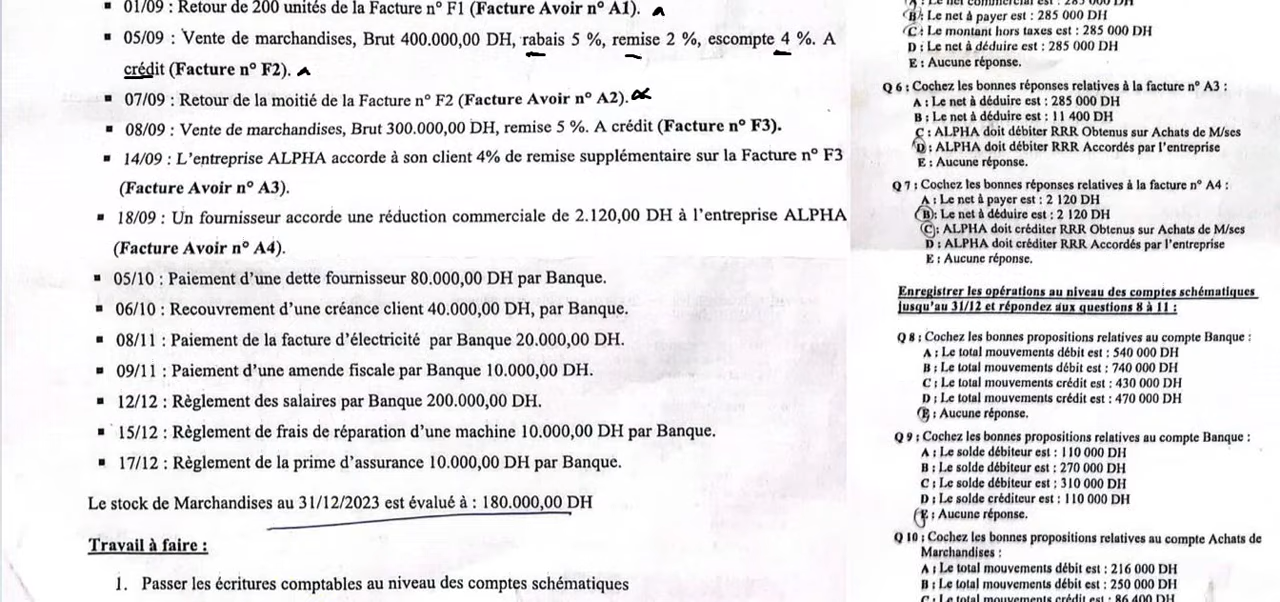 01/09 : Retour de 200 unités de la Facture n° F1 (Facture Avoir n° A1).
05/09 : Vente de marchandises, Brut 400.000,00 DH, rabais 5 %, remise 2 %, escompte 4 %. A
crédit (Facture n° F2).
07/09 : Retour de la moitié de la Facture n° F2 (Facture Avoir n° A2).
08/09 : Vente de marchandises, Brut 300.000,00 DH, remise 5 %. A crédit (Facture n° F3).
14/09 : L'entreprise ALPHA accorde à son client 4% de remise supplémentaire sur la Facture n° F3
(Facture Avoir n° A3).
18/09 : Un fournisseur accorde une réduction commerciale de 2.120,00 DH à l'entreprise ALPHA
(Facture Avoir n° A4).
05/10 : Paiement d'une dette fournisseur 80.000,00 DH par Banque.
06/10 : Recouvrement d'une créance client 40.000,00 DH, par Banque.
08/11 : Paiement de la facture d'électricité par Banque 20.000,00 DH.
09/11 : Paiement d'une amende fiscale par Banque 10.000,00 DH.
12/12 : Règlement des salaires par Banque 200.000,00 DH.
15/12 : Règlement de frais de réparation d'une machine 10.000,00 DH par Banque.
17/12 : Règlement de la prime d'assurance 10.000,00 DH par Banque.
Le stock de Marchandises au 31/12/2023 est évalué à : 180.000,00 DH
Travail à faire :
1. Passer les écritures comptables au niveau des comptes schématiques
A : Le net commercial est : 285 000 DH
B : Le net à payer est : 285 000 DH
C : Le montant hors taxes est : 285 000 DH
D : Le net à déduire est : 285 000 DH
E : Aucune réponse.
Q 6 : Cochez les bonnes réponses relatives à la facture n° A3 :
A : Le net à déduire est : 285 000 DH
B : Le net à déduire est : 11 400 DH
C : ALPHA doit débiter RRR Obtenus sur Achats de M/ses
D : ALPHA doit débiter RRR Accordés par l'entreprise
E : Aucune réponse.
Q 7 : Cochez les bonnes réponses relatives à la facture n° A4 :
A : Le net à payer est : 2 120 DH
B : Le net à déduire est : 2 120 DH
C : ALPHA doit créditer RRR Obtenus sur Achats de M/ses
D : ALPHA doit créditer RRR Accordés par l'entreprise
E : Aucune réponse.
Enregistrer les opérations au niveau des comptes schématiques
jusqu'au 31/12 et répondez aux questions 8 à 11 :
Q 8 : Cochez les bonnes propositions relatives au compte Banque :
A : Le total mouvements débit est : 540 000 DH
B : Le total mouvements débit est : 740 000 DH
C : Le total mouvements crédit est : 430 000 DH
D : Le total mouvements crédit est : 470 000 DH
E : Aucune réponse.
Q 9 : Cochez les bonnes propositions relatives au compte Banque :
A : Le solde débiteur est : 110 000 DH
B : Le solde débiteur est : 270 000 DH
C : Le solde débiteur est : 310 000 DH
D : Le solde créditeur est : 110 000 DH
E : Aucune réponse.
Q 10 : Cochez les bonnes propositions relatives au compte Achats de
Marchandises :
A : Le total mouvements débit est : 216 000 DH
B : Le total mouvements débit est : 250 000 DH
C : Le total mouvements crédit est : 86 400 DH